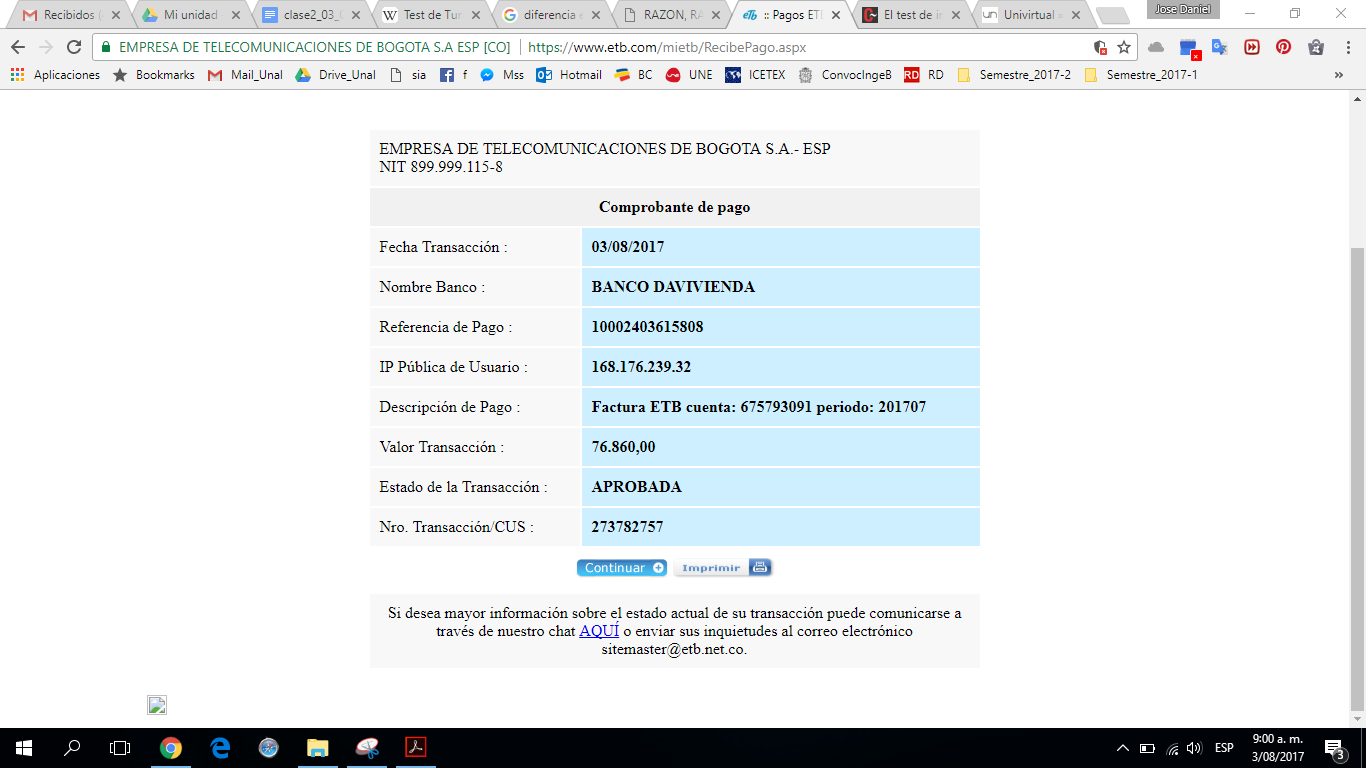 Jose Daniel
Recibidos (
Mi unidad
clase2_03_0
Test de Tur
diferencia e
RAZON, RA
etb :: Pagos ETB
El test de in
un Univirtual
EMPRESA DE TELECOMUNICACIONES DE BOGOTA S.A ESP [CO] | https://www.etb.com/mietb/RecibePago.aspx
Aplicaciones Bookmarks Mail_Unal Drive_Unal sia f Mss Hotmail BC UNE ICETEX ConvocIngeB RD RD Semestre_2017-2 Semestre_2017-1 »
EMPRESA DE TELECOMUNICACIONES DE BOGOTA S.A.- ESP
NIT 899.999.115-8
Comprobante de pago
Fecha Transacción : 03/08/2017
Nombre Banco : BANCO DAVIVIENDA
Referencia de Pago : 10002403615808
IP Pública de Usuario : 168.176.239.32
Descripción de Pago : Factura ETB cuenta: 675793091 periodo: 201707
Valor Transacción : 76.860,00
Estado de la Transacción : APROBADA
Nro. Transacción/CUS : 273782757
Continuar Imprimir
Si desea mayor información sobre el estado actual de su transacción puede comunicarse a
través de nuestro chat AQUÍ o enviar sus inquietudes al correo electrónico
sitemaster@etb.net.co.
ESP
9:00 a. m.
3/08/2017
3